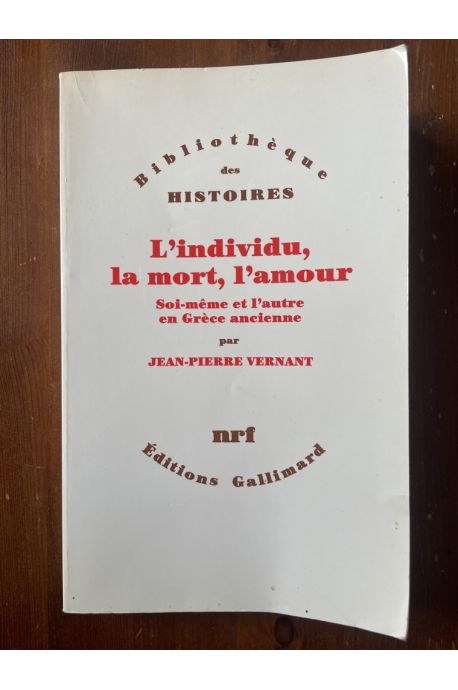 Bibliothèque
des
HISTOIRES
L'individu,
la mort, l'amour
Soi-même et l'autre
en Grèce ancienne
par
JEAN-PIERRE VERNANT
nrf
Éditions Gallimard